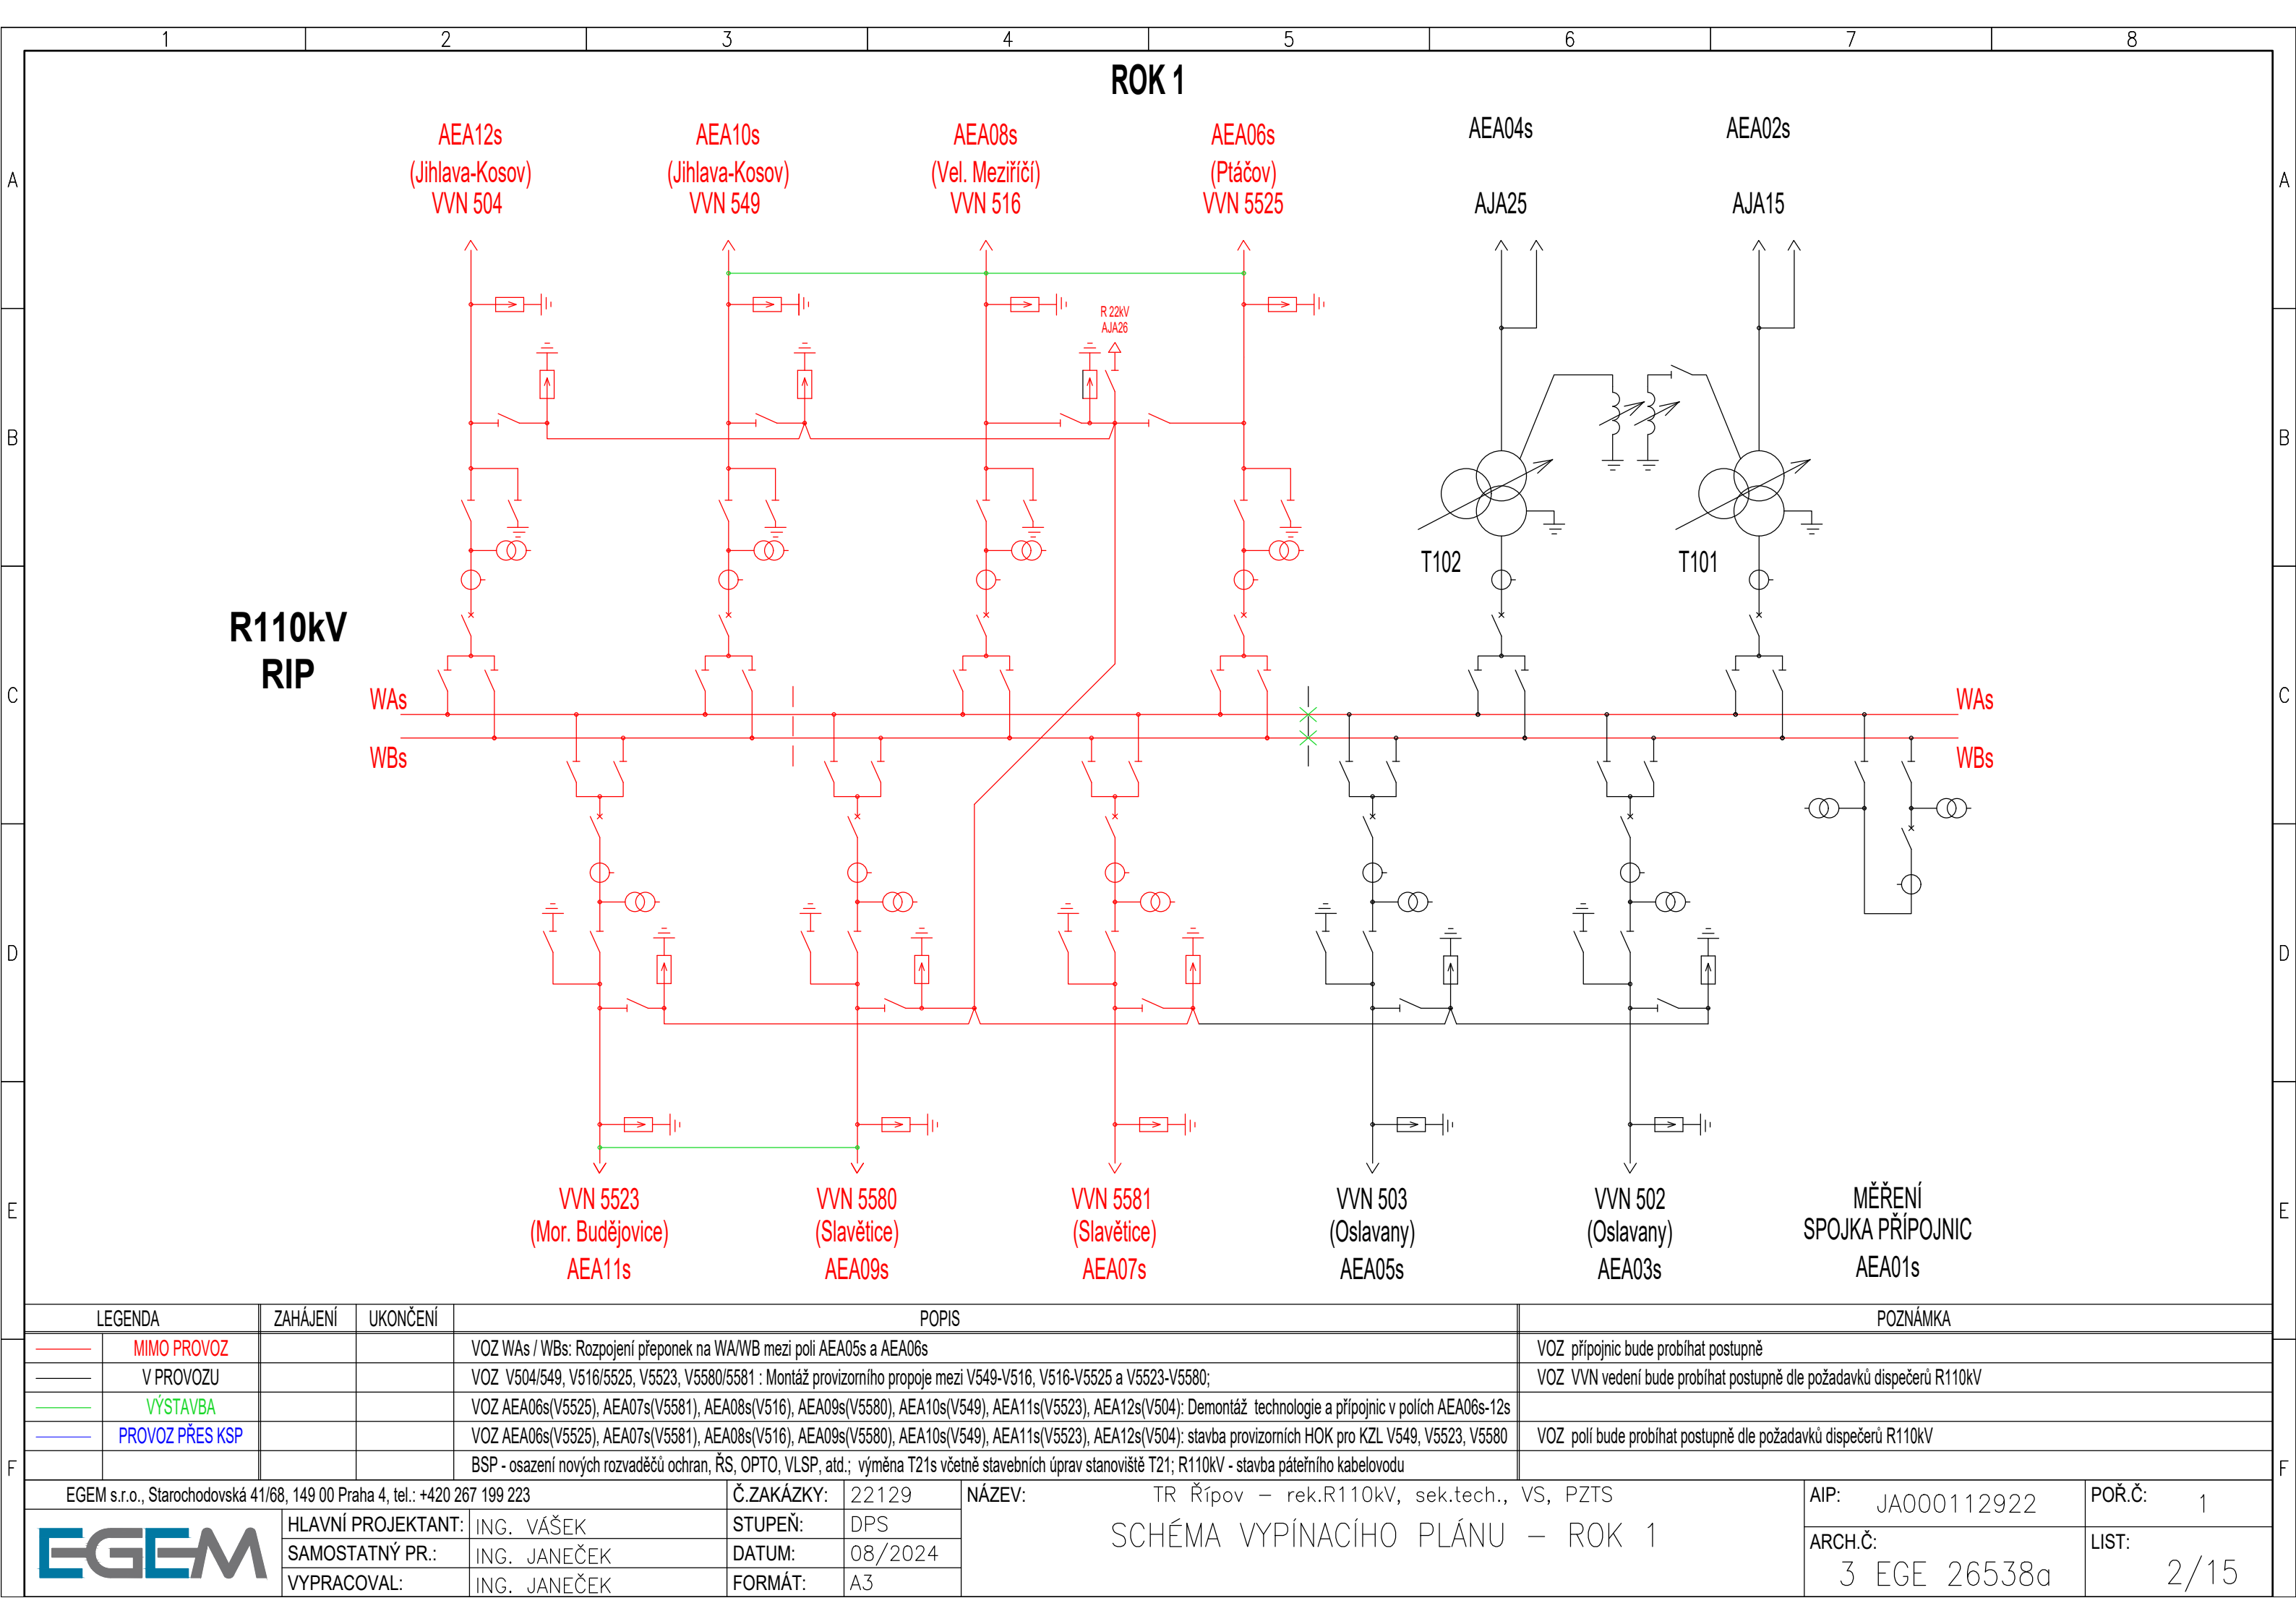 1 2 3 4 5 6 7 8
ROK 1
AEA12s AEA10s AEA08s AEA06s AEA04s AEA02s
(Jihlava-Kosov) (Jihlava-Kosov) (Vel. Meziříčí) (Ptáčov)
VVN 504 VVN 549 VVN 516 VVN 5525 AJA25 AJA15
A A
R 22kV
AJA26
B B
T102 T101
R110kV
RIP
C C
WAs WAs
WBs WBs
D D
VVN 5523 VVN 5580 VVN 5581 VVN 503 VVN 502 MĚŘENÍ
(Mor. Budějovice) (Slavětice) (Slavětice) (Oslavany) (Oslavany) SPOJKA PŘÍPOJNIC
AEA11s AEA09s AEA07s AEA05s AEA03s AEA01s
E E
LEGENDA ZAHÁJENÍ UKONČENÍ POPIS POZNÁMKA
MIMO PROVOZ VOZ WAs / WBs: Rozpojení přeponek na WA/WB mezi poli AEA05s a AEA06s VOZ přípojnic bude probíhat postupně
V PROVOZU VOZ V504/549, V516/5525, V5523, V5580/5581 : Montáž provizorního propoje mezi V549-V516, V516-V5525 a V5523-V5580; VOZ VVN vedení bude probíhat postupně dle požadavků dispečerů R110kV
VÝSTAVBA VOZ AEA06s(V5525), AEA07s(V5581), AEA08s(V516), AEA09s(V5580), AEA10s(V549), AEA11s(V5523), AEA12s(V504): Demontáž technologie a přípojnic v polích AEA06s-12s
PROVOZ PŘES KSP VOZ AEA06s(V5525), AEA07s(V5581), AEA08s(V516), AEA09s(V5580), AEA10s(V549), AEA11s(V5523), AEA12s(V504): stavba provizorních HOK pro KZL V549, V5523, V5580 VOZ polí bude probíhat postupně dle požadavků dispečerů R110kV
F F
BSP - osazení nových rozvaděčů ochran, ŘS, OPTO, VLSP, atd.; výměna T21s včetně stavebních úprav stanoviště T21; R110kV - stavba páteřního kabelovodu
EGEM s.r.o., Starochodovská 41/68, 149 00 Praha 4, tel.: +420 267 199 223 Č.ZAKÁZKY: 22129 NÁZEV: TR Řípov – rek.R110kV, sek.tech., VS, PZTS AIP: JA000112922 POŘ.Č: 1
EGEM HLAVNÍ PROJEKTANT: ING. VÁŠEK STUPEŇ: DPS SCHÉMA VYPÍNACÍHO PLÁNU – ROK 1
SAMOSTATNÝ PR.: ING. JANEČEK DATUM: 08/2024 ARCH.Č: 3 EGE 26538a LIST: 2/15
VYPRACOVAL: ING. JANEČEK FORMÁT: A3